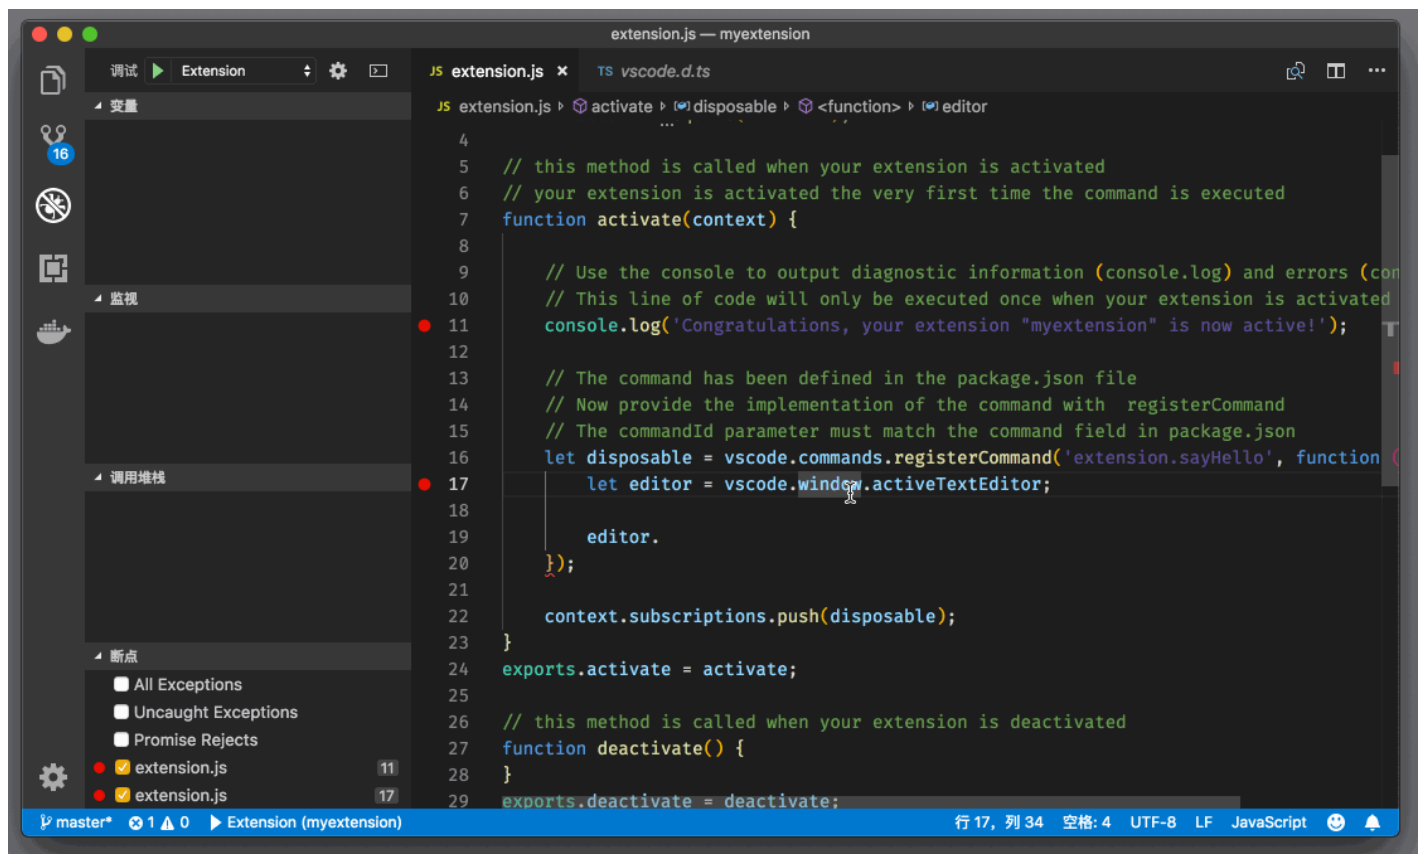 extension.js — myextension
调试 Extension
变量
16
监视
调用堆栈
断点
All Exceptions
Uncaught Exceptions
Promise Rejects
extension.js 11
extension.js 17
JS extension.js × TS vscode.d.ts
JS extension.js activate disposable <function> editor
4
5 // this method is called when your extension is activated
6 // your extension is activated the very first time the command is executed
7 function activate(context) {
8
9 // Use the console to output diagnostic information (console.log) and errors (con
10 // This line of code will only be executed once when your extension is activated
11 console.log('Congratulations, your extension "myextension" is now active!');
12
13 // The command has been defined in the package.json file
14 // Now provide the implementation of the command with  registerCommand
15 // The commandId parameter must match the command field in package.json
16 let disposable = vscode.commands.registerCommand('extension.sayHello', function (
17 let editor = vscode.window.activeTextEditor;
18
19 editor.
20 });
21
22 context.subscriptions.push(disposable);
23 }
24 exports.activate = activate;
25
26 // this method is called when your extension is deactivated
27 function deactivate() {
28 }
29 exports.deactivate = deactivate;
master* 1 0 Extension (myextension) 行 17，列 34 空格: 4 UTF-8 LF JavaScript